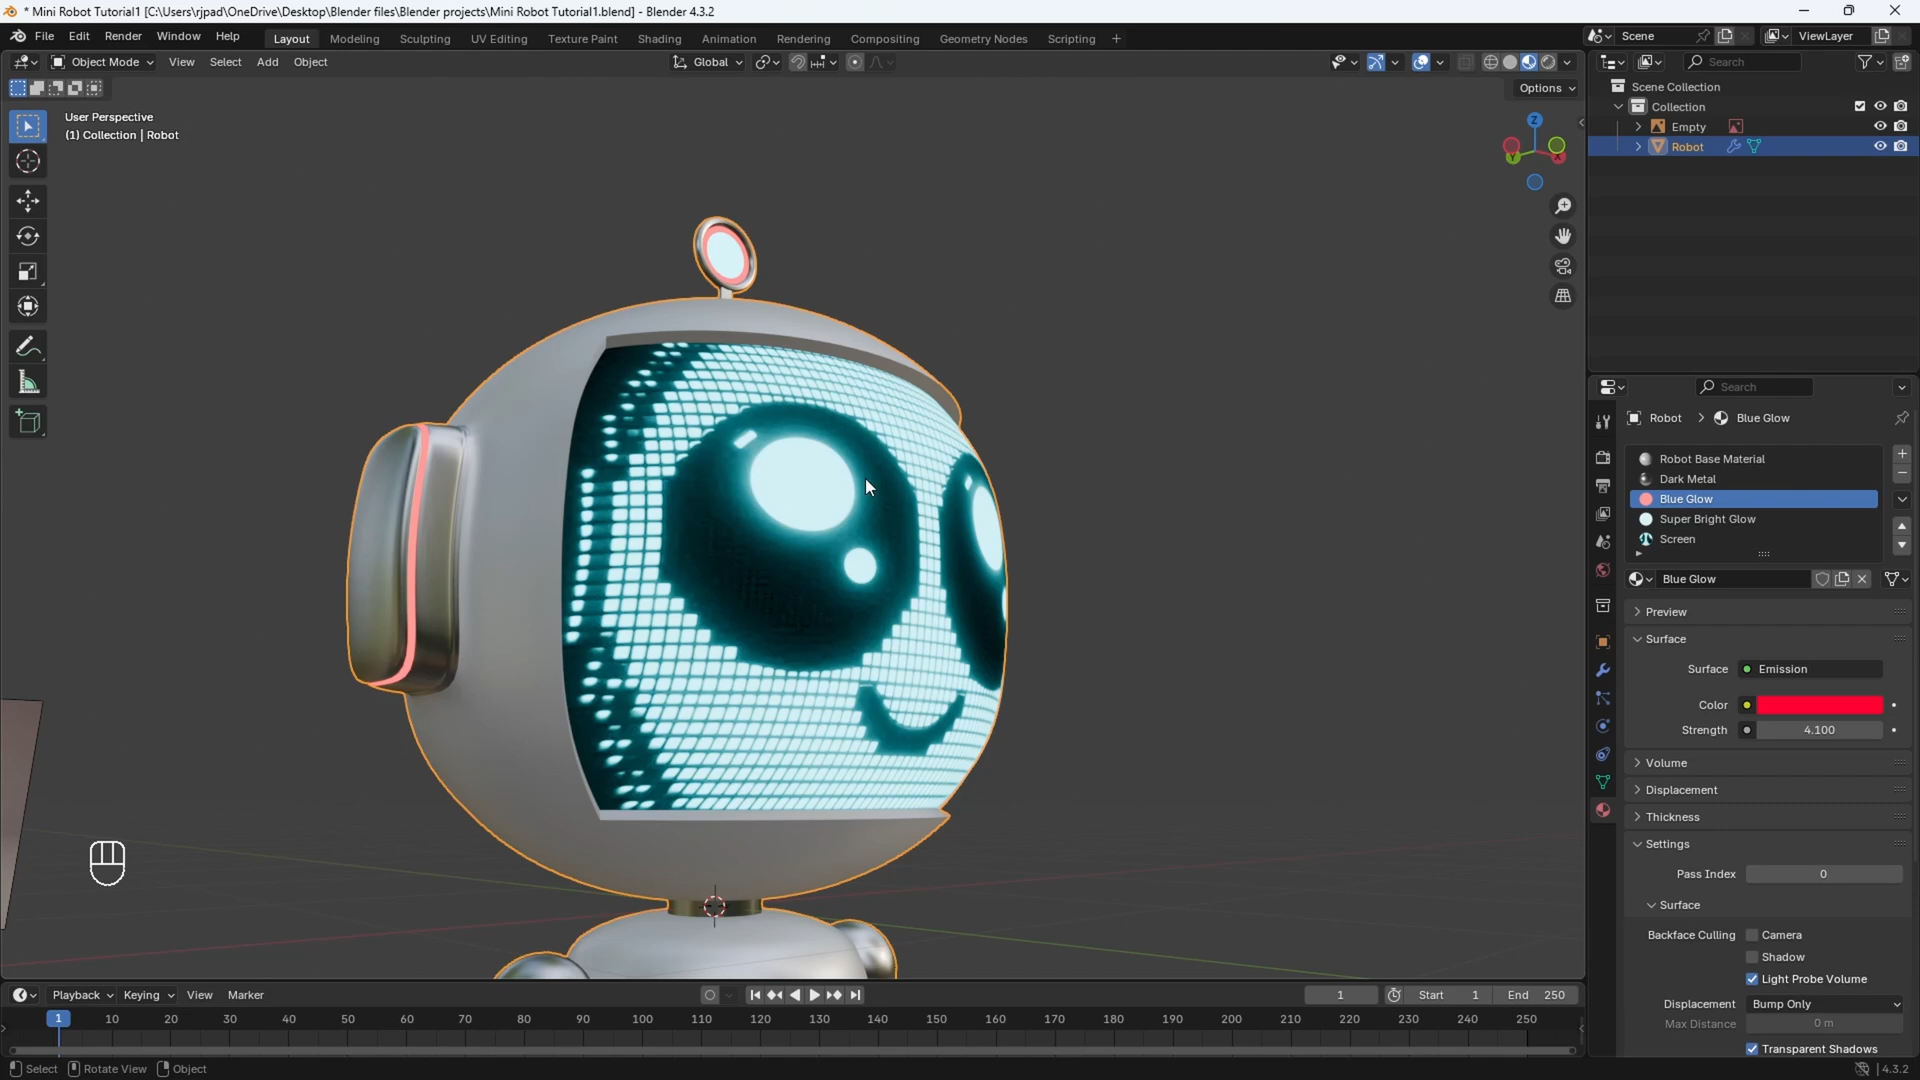 * Mini Robot Tutorial1 [C:\Users\rjpad\OneDrive\Desktop\Blender files\Blender projects\Mini Robot Tutorial1.blend] - Blender 4.3.2
File Edit Render Window Help Layout Modeling Sculpting UV Editing Texture Paint Shading Animation Rendering Compositing Geometry Nodes Scripting + Scene ViewLayer
Object Mode View Select Add Object Global Search
Options
User Perspective
(1) Collection | Robot
Z
Y
X
Scene Collection
Collection
Empty
Robot
Search
Robot > Blue Glow
Robot Base Material
Dark Metal
Blue Glow
Super Bright Glow
Screen
Blue Glow
Preview
Surface
Surface Emission
Color
Strength 4.100
Volume
Displacement
Thickness
Settings
Pass Index 0
Surface
Backface Culling Camera
Shadow
Light Probe Volume
Displacement Bump Only
Max Distance 0 m
Transparent Shadows
Playback Keying View Marker 1 Start 1 End 250
1 10 20 30 40 50 60 70 80 90 100 110 120 130 140 150 160 170 180 190 200 210 220 230 240 250
Select Rotate View Object 4.3.2